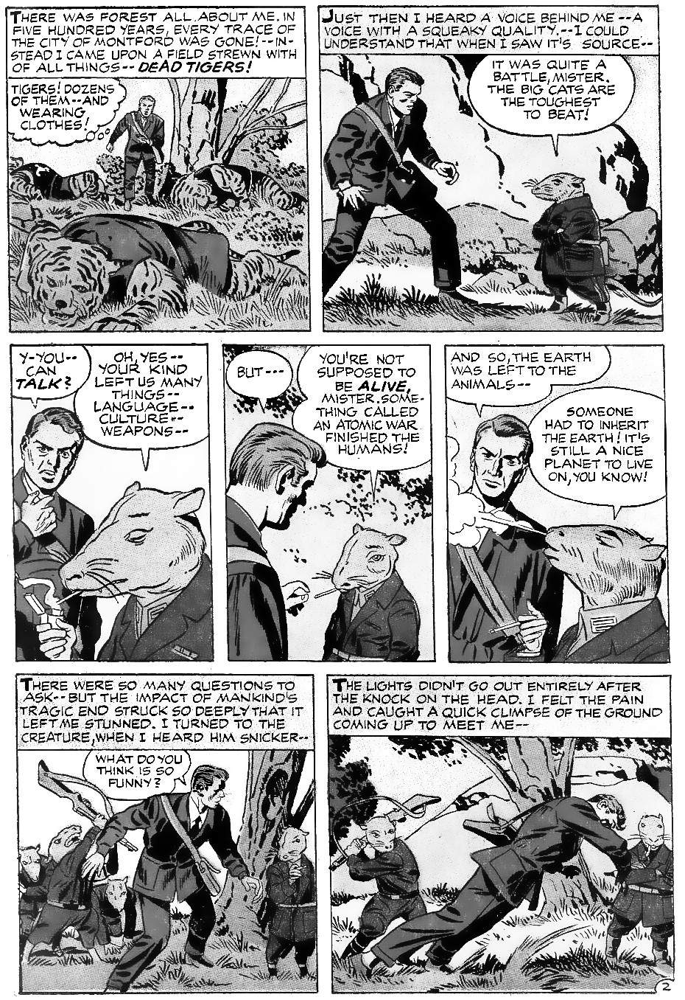 THERE WAS FOREST ALL ABOUT ME. IN
FIVE HUNDRED YEARS, EVERY TRACE OF
THE CITY OF MONTFORD WAS GONE!--IN-
STEAD I CAME UPON A FIELD STREWN WITH
OF ALL THINGS-- DEAD TIGERS!
TIGERS! DOZENS
OF THEM--AND
WEARING
CLOTHES!
JUST THEN I HEARD A VOICE BEHIND ME--A
VOICE WITH A SQUEAKY QUALITY.--I COULD
UNDERSTAND THAT WHEN I SAW IT'S SOURCE--
IT WAS QUITE A
BATTLE, MISTER.
THE BIG CATS ARE
THE TOUGHEST
TO BEAT!
Y-YOU--
CAN
TALK?
OH, YES--
YOUR KIND
LEFT US MANY
THINGS--
LANGUAGE--
CULTURE--
WEAPONS--
BUT---
YOU'RE NOT
SUPPOSED TO
BE ALIVE,
MISTER. SOME-
THING CALLED
AN ATOMIC WAR
FINISHED THE
HUMANS!
AND SO, THE EARTH
WAS LEFT TO THE
ANIMALS--
SOMEONE
HAD TO INHERIT
THE EARTH! IT'S
STILL A NICE
PLANET TO LIVE
ON, YOU KNOW!
THERE WERE SO MANY QUESTIONS TO
ASK--BUT THE IMPACT OF MANKIND'S
TRAGIC END STRUCK SO DEEPLY THAT IT
LEFT ME STUNNED. I TURNED TO THE
CREATURE, WHEN I HEARD HIM SNICKER--
WHAT DO YOU
THINK IS SO
FUNNY?
THE LIGHTS DIDN'T GO OUT ENTIRELY AFTER
THE KNOCK ON THE HEAD. I FELT THE PAIN
AND CAUGHT A QUICK GLIMPSE OF THE GROUND
COMING UP TO MEET ME--
2